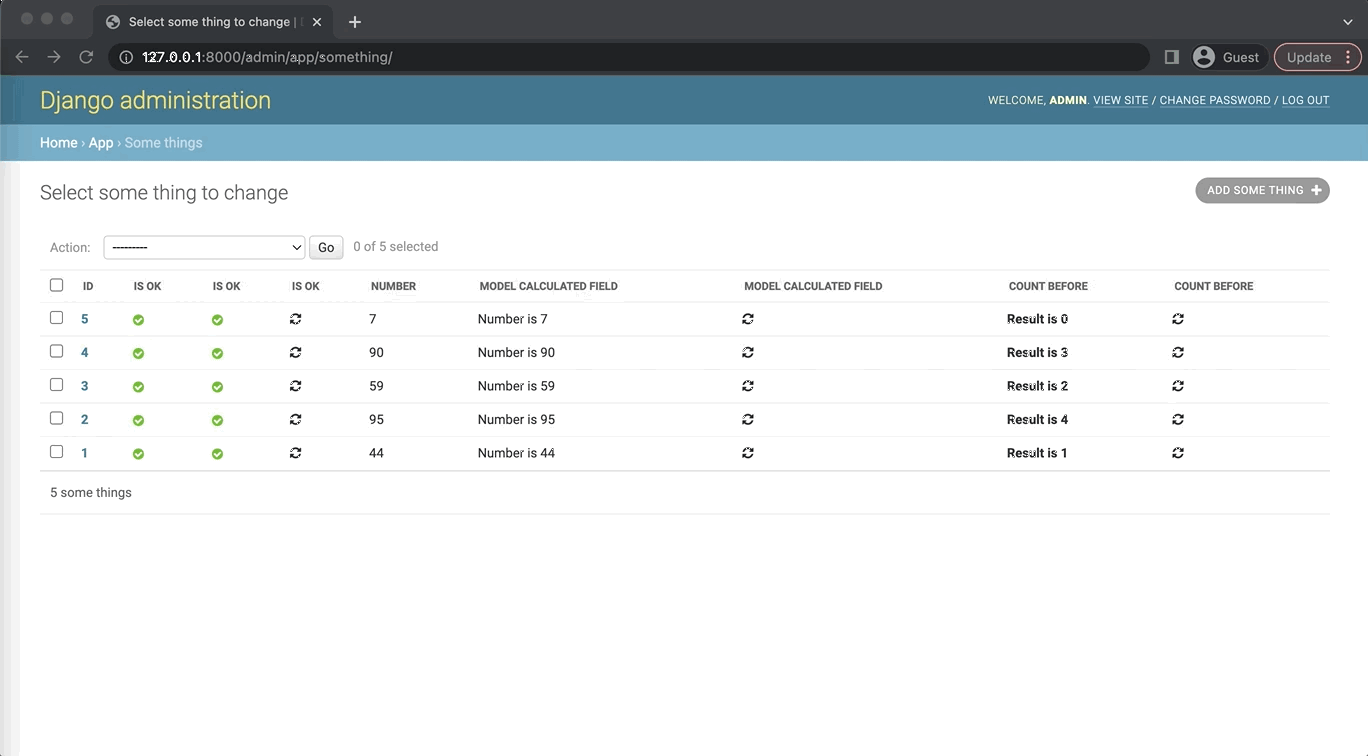 Select some thing to change |
127.0.0.1:8000/admin/app/something/
Guest
Update
Django administration
WELCOME, ADMIN. VIEW SITE / CHANGE PASSWORD / LOG OUT
Home › App › Some things
Select some thing to change
ADD SOME THING +
Action: --------- Go 0 of 5 selected
ID IS OK IS OK IS OK NUMBER MODEL CALCULATED FIELD MODEL CALCULATED FIELD COUNT BEFORE COUNT BEFORE
5 7 Number is 7 Result is 0
4 90 Number is 90 Result is 3
3 59 Number is 59 Result is 2
2 95 Number is 95 Result is 4
1 44 Number is 44 Result is 1
5 some things